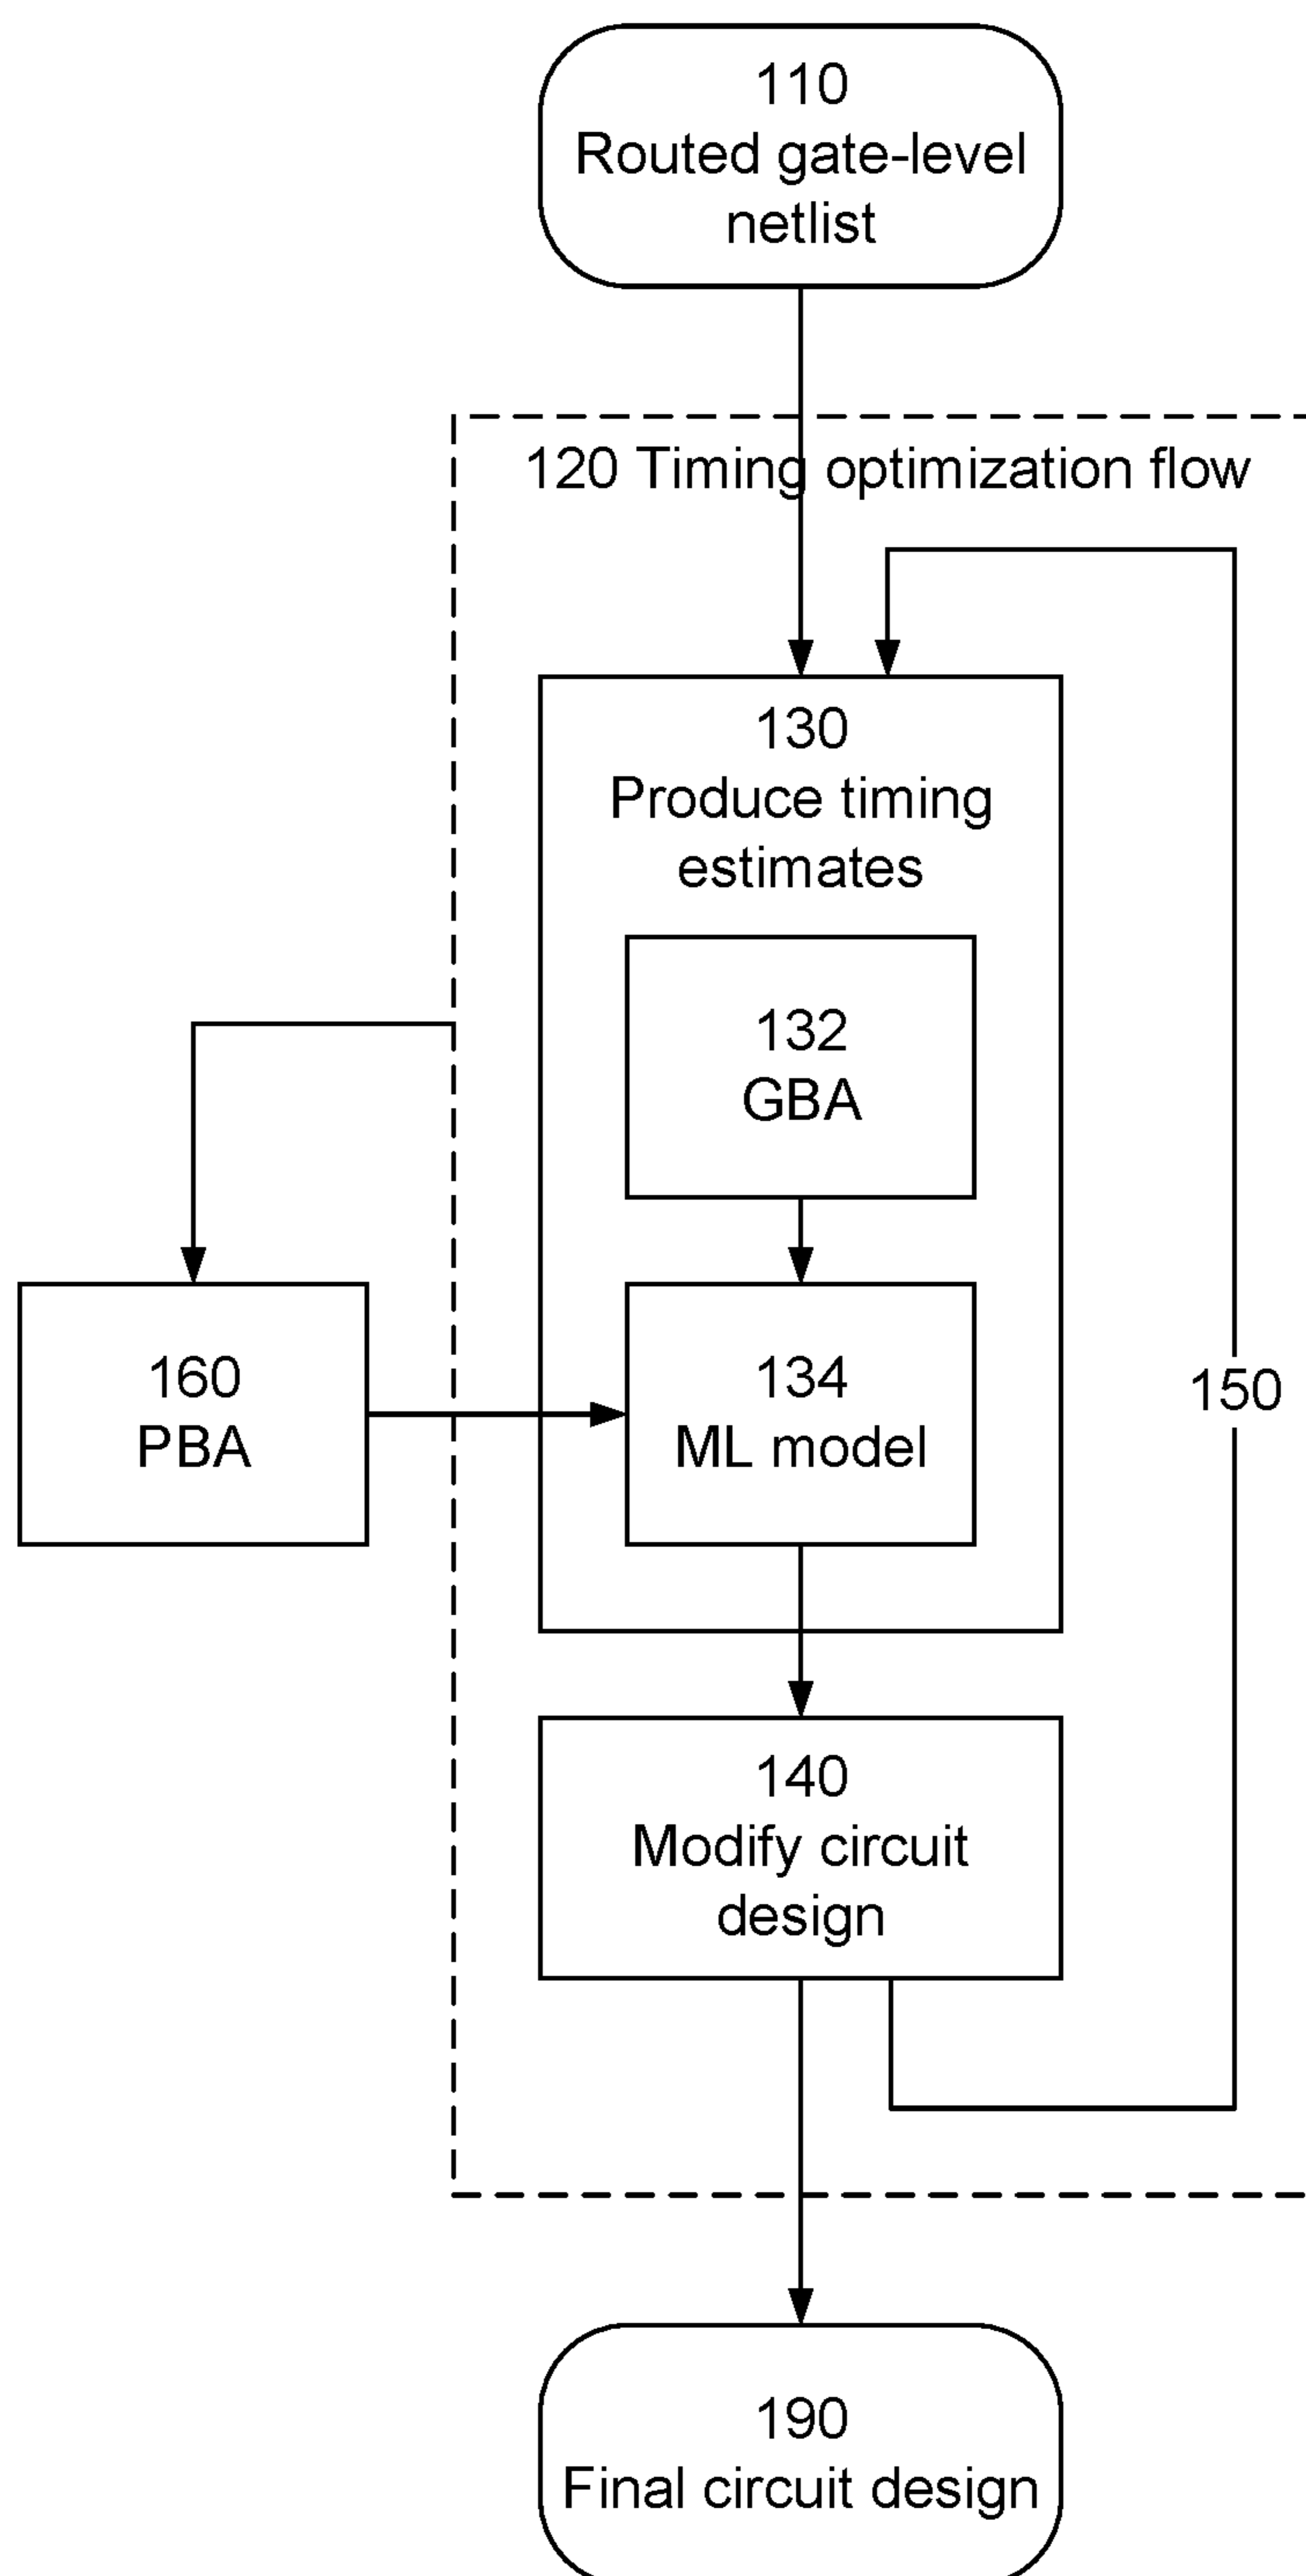 110
Routed gate-level
netlist
120 Timing optimization flow
130
Produce timing
estimates
132
GBA
160
PBA
134
ML model
150
140
Modify circuit
design
190
Final circuit design